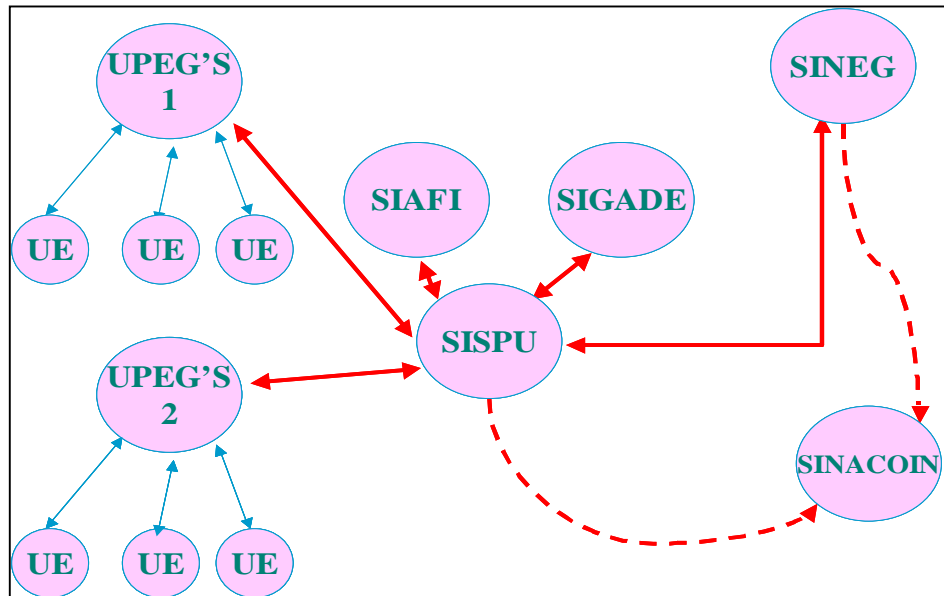 UPEG'S
1
SINEG
SIAFI
SIGADE
UE
UE
UE
SISPU
UPEG'S
2
SINACOIN
UE
UE
UE